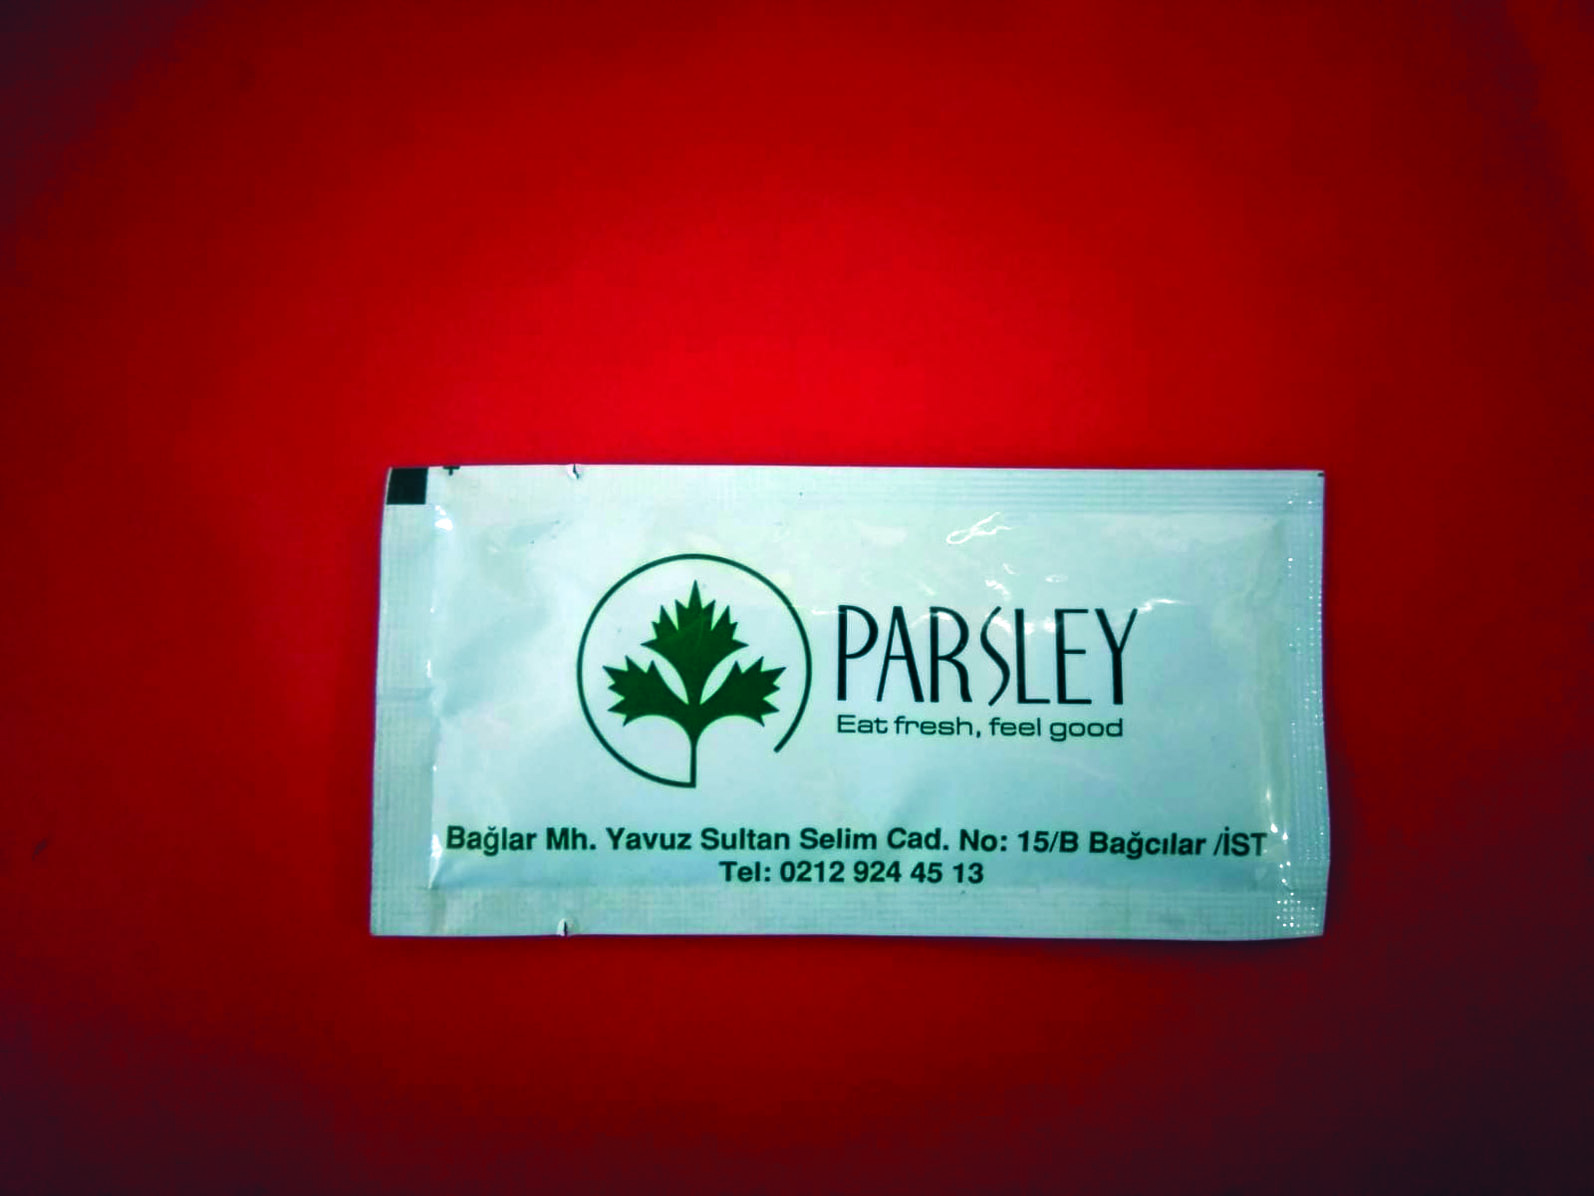 PARSLEY
Eat fresh, feel good
Bağlar Mh. Yavuz Sultan Selim Cad. No: 15/B Bağcılar /İST
Tel: 0212 924 45 13